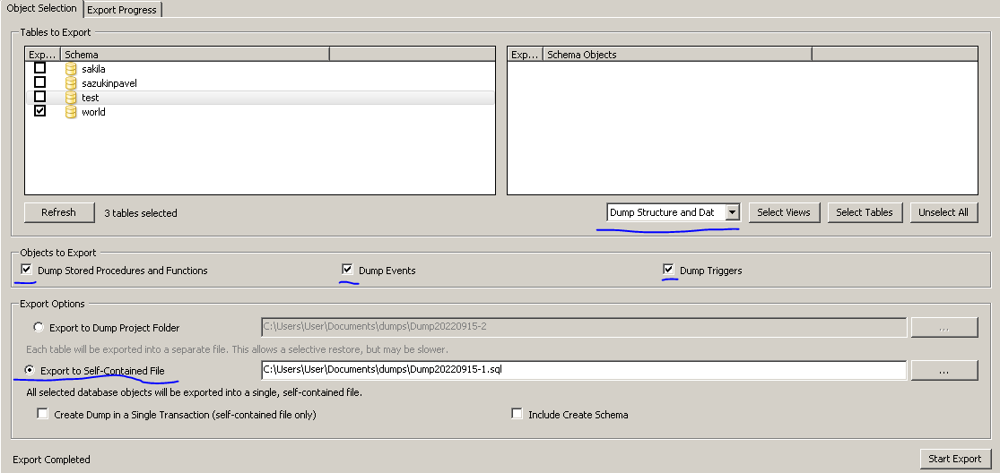 Object Selection Export Progress
Tables to Export
Exp... Schema Exp... Schema Objects
sakila
sazukinpavel
test
world
Refresh 3 tables selected Dump Structure and Dat Select Views Select Tables Unselect All
Objects to Export
Dump Stored Procedures and Functions Dump Events Dump Triggers
Export Options
Export to Dump Project Folder C:\Users\User\Documents\dumps\Dump20220915-2 ...
Each table will be exported into a separate file. This allows a selective restore, but may be slower.
Export to Self-Contained File C:\Users\User\Documents\dumps\Dump20220915-1.sql ...
All selected database objects will be exported into a single, self-contained file.
Create Dump in a Single Transaction (self-contained file only) Include Create Schema
Export Completed Start Export